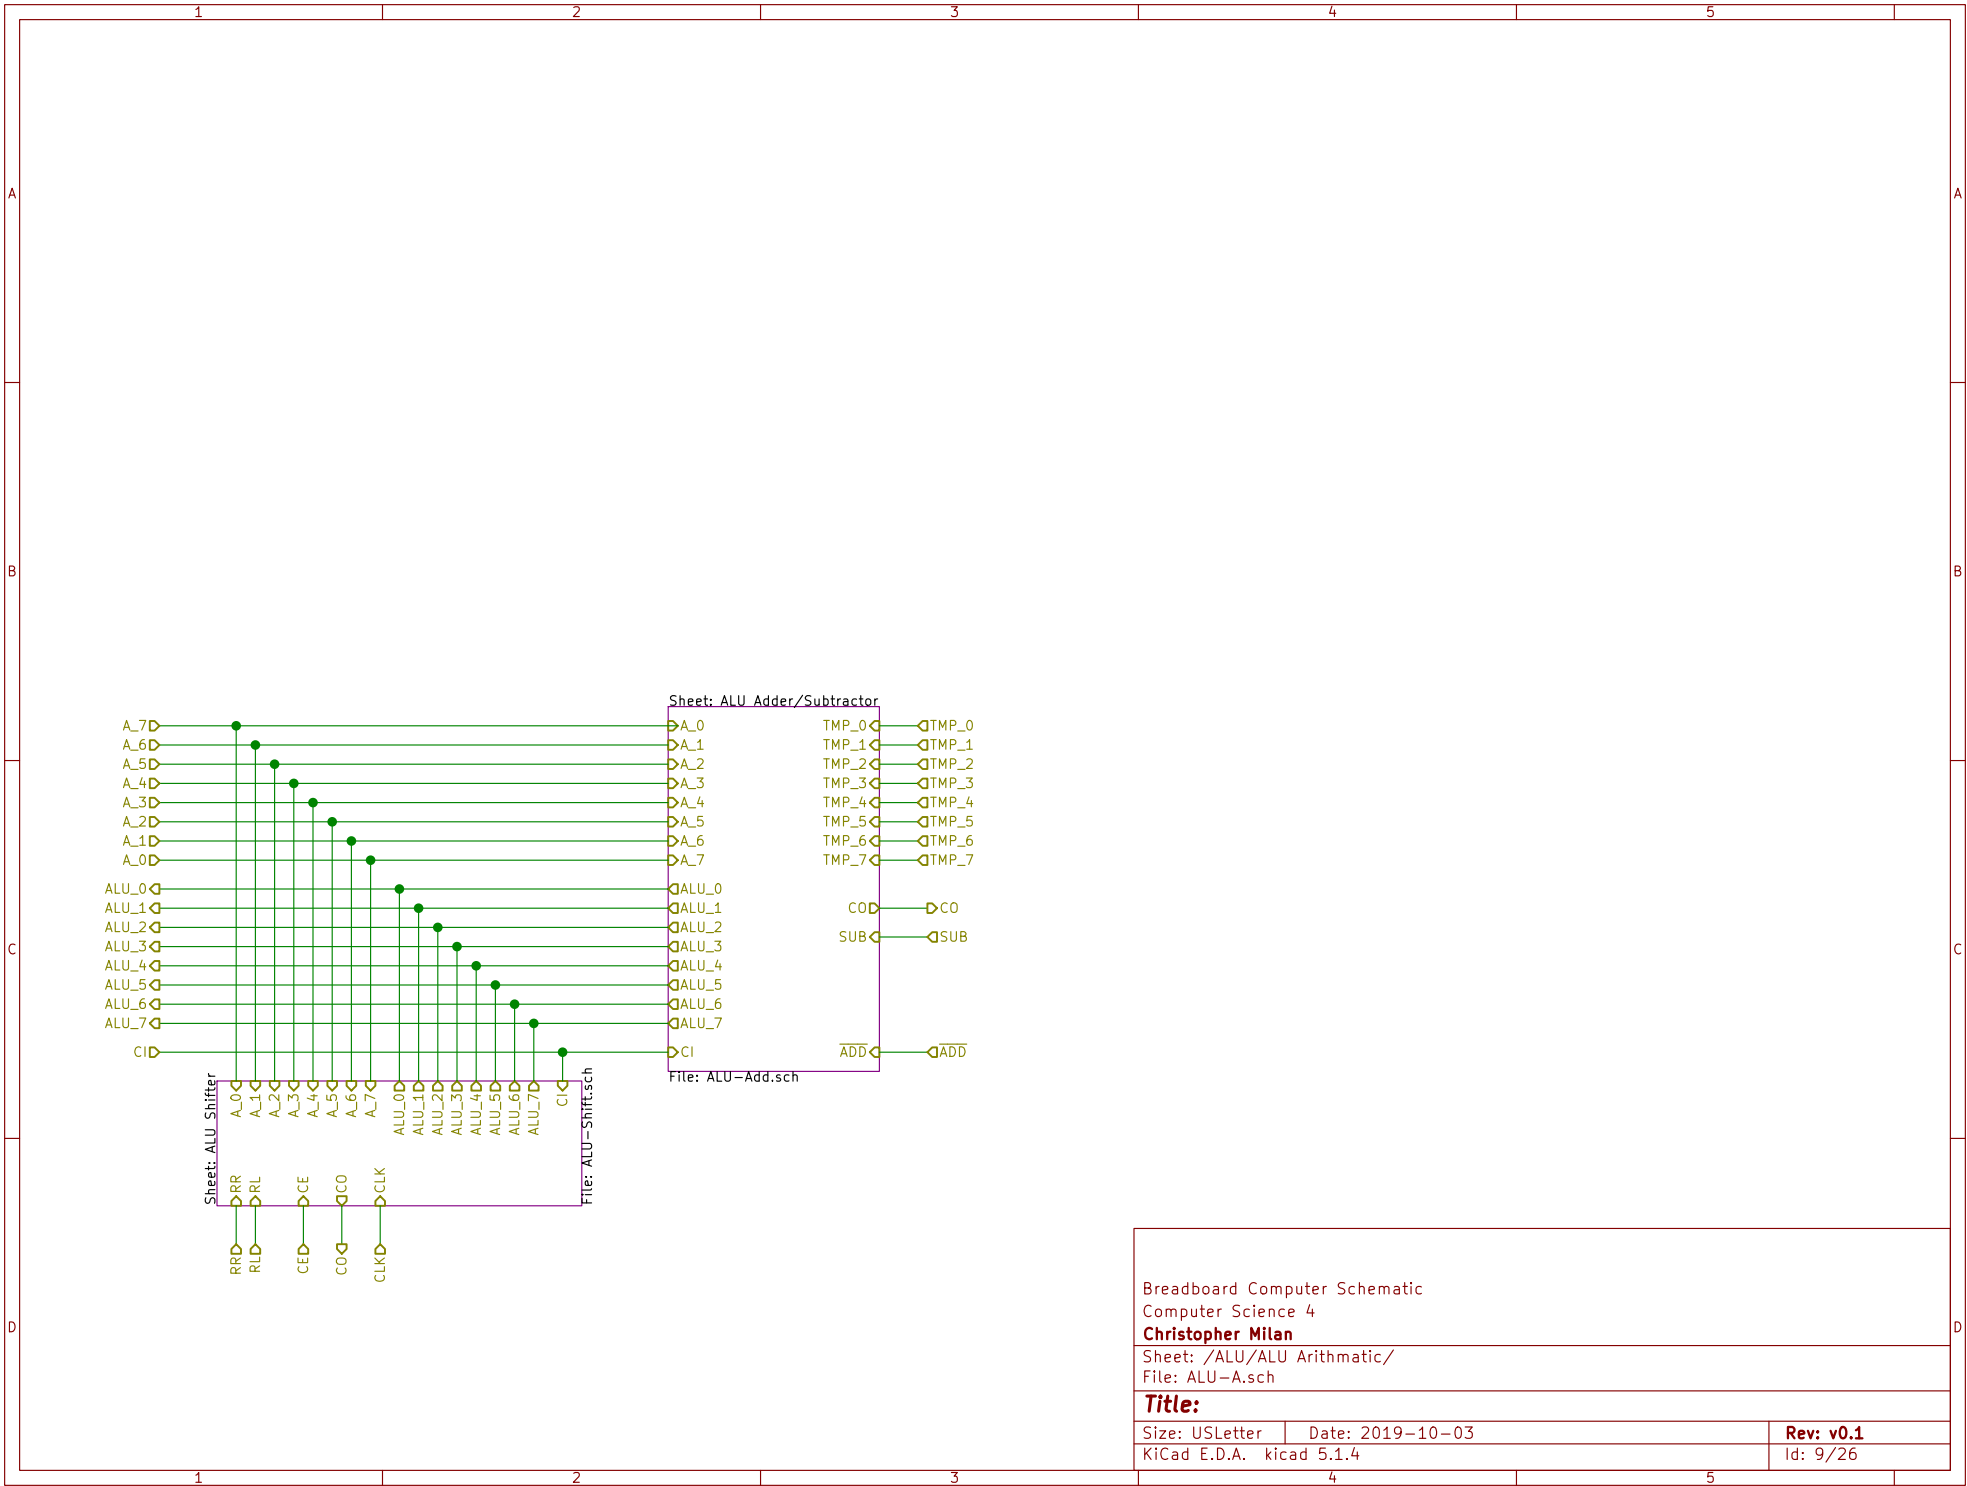 1 2 3 4 5
A A
B B
C C
D D
Sheet: ALU Adder/Subtractor
A_7 A_0 TMP_0 TMP_0
A_6 A_1 TMP_1 TMP_1
A_5 A_2 TMP_2 TMP_2
A_4 A_3 TMP_3 TMP_3
A_3 A_4 TMP_4 TMP_4
A_2 A_5 TMP_5 TMP_5
A_1 A_6 TMP_6 TMP_6
A_0 A_7 TMP_7 TMP_7
ALU_0 ALU_0
ALU_1 ALU_1 CO CO
ALU_2 ALU_2
SUB SUB
ALU_3 ALU_3
ALU_4 ALU_4
ALU_5 ALU_5
ALU_6 ALU_6
ALU_7 ALU_7
CI CI ADD ADD
File: ALU-Add.sch
Sheet: ALU Shifter
A_0 A_1 A_2 A_3 A_4 A_5 A_6 A_7 ALU_0 ALU_1 ALU_2 ALU_3 ALU_4 ALU_5 ALU_6 ALU_7 CI
File: ALU-Shift.sch
RR RL CE CO CLK
RR RL CE CO CLK
Breadboard Computer Schematic
Computer Science 4
Christopher Milan
Sheet: /ALU/ALU Arithmatic/
File: ALU-A.sch
Title:
Size: USLetter Date: 2019-10-03 Rev: v0.1
KiCad E.D.A. kicad 5.1.4 Id: 9/26
1 2 3 4 5